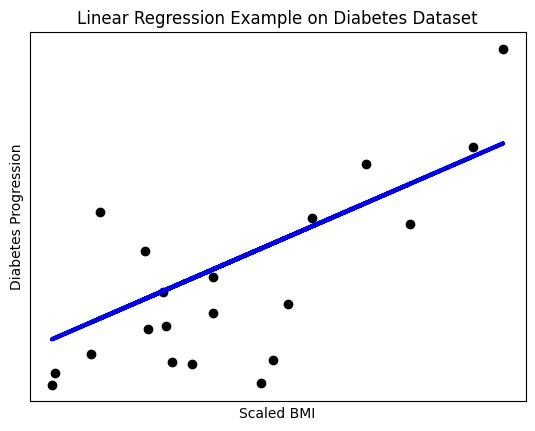 Linear Regression Example on Diabetes Dataset
Diabetes Progression
Scaled BMI